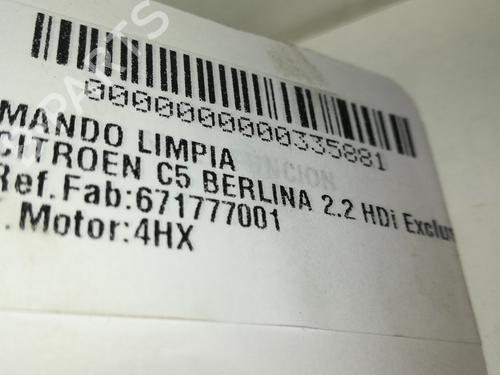 0000000000335881
MANDO LIMPIA
CITROEN C5 BERLINA 2.2 HDi Exclus
Ref.Fab:671777001
.Motor:4HX